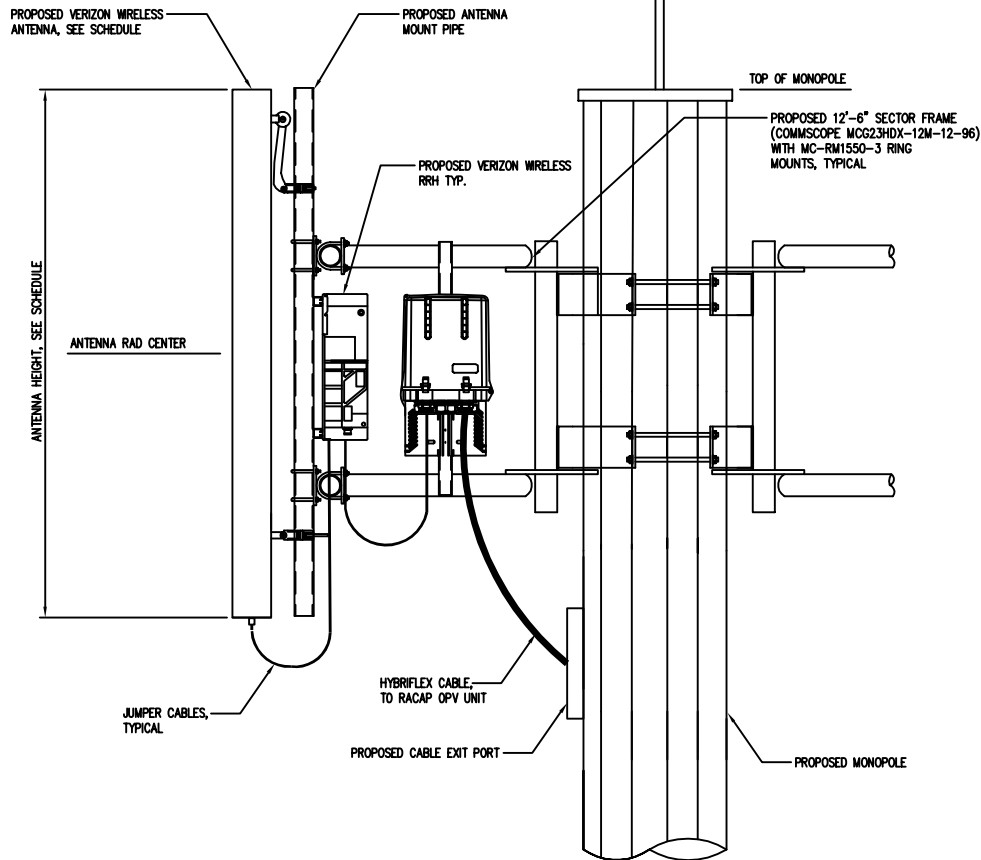 PROPOSED VERIZON WIRELESS
ANTENNA, SEE SCHEDULE
PROPOSED ANTENNA
MOUNT PIPE
TOP OF MONOPOLE
PROPOSED 12'-6" SECTOR FRAME
(COMMSCOPE MCG23HDX-12M-12-96)
WITH MC-RM1550-3 RING
MOUNTS, TYPICAL
PROPOSED VERIZON WIRELESS
RRH TYP.
ANTENNA HEIGHT, SEE SCHEDULE
ANTENNA RAD CENTER
HYBRIFLEX CABLE,
TO RACAP OPV UNIT
JUMPER CABLES,
TYPICAL
PROPOSED CABLE EXIT PORT
PROPOSED MONOPOLE